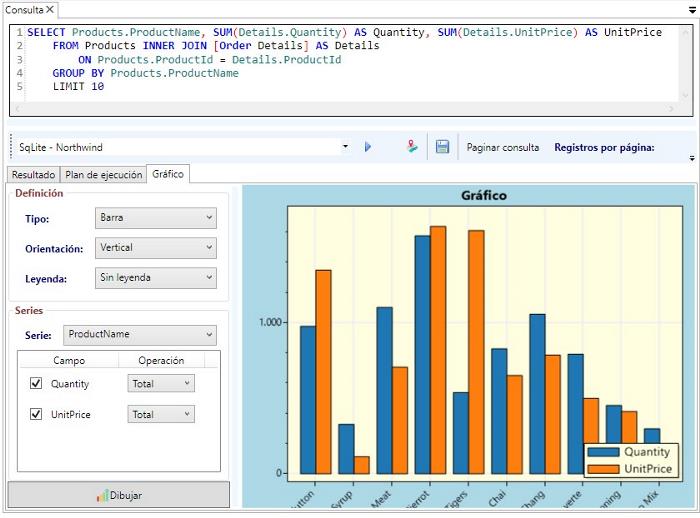 Consulta
1 SELECT Products.ProductName, SUM(Details.Quantity) AS Quantity, SUM(Details.UnitPrice) AS UnitPrice
2 FROM Products INNER JOIN [Order Details] AS Details
3 ON Products.ProductId = Details.ProductId
4 GROUP BY Products.ProductName
5 LIMIT 10
SqLite - Northwind
Paginar consulta
Registros por página:
Resultado
Plan de ejecución
Gráfico
Definición
Tipo:
Barra
Orientación:
Vertical
Leyenda:
Sin leyenda
Series
Serie:
ProductName
Campo
Operación
Quantity
Total
UnitPrice
Total
Dibujar
Gráfico
1.000
0
utton
Syrup
Meat
ierrot
Tigers
Chai
Chang
verte
oning
Mix
Quantity
UnitPrice